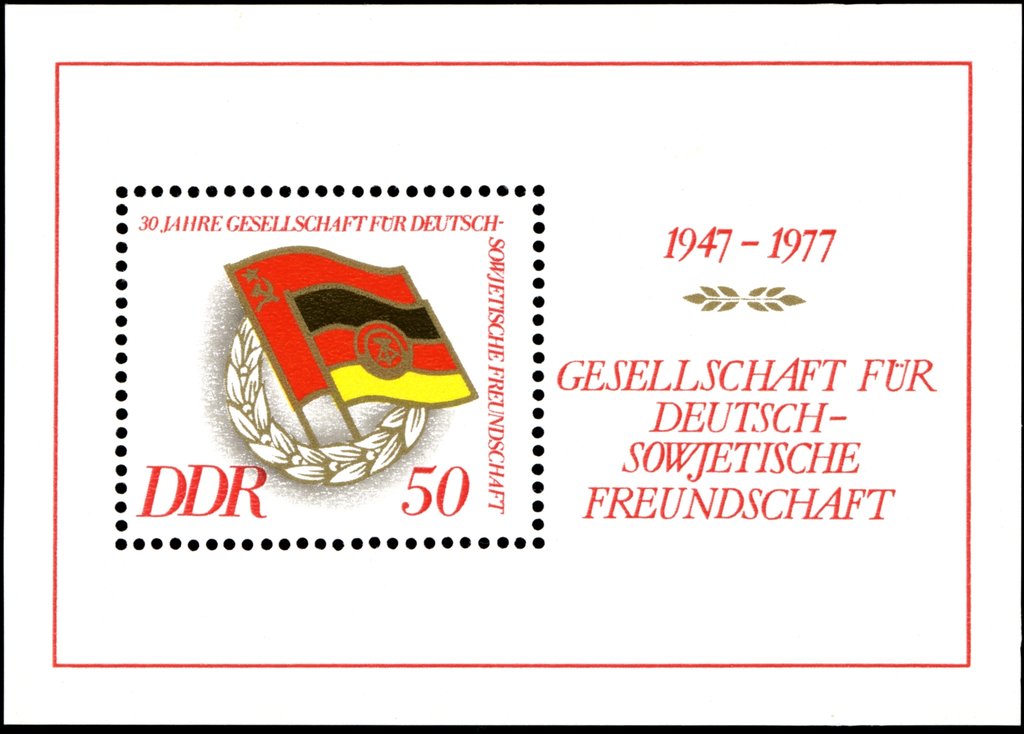 30 JAHRE GESELLSCHAFT FÜR DEUTSCH-
SOWJETISCHE FREUNDSCHAFT
DDR
50
1947 – 1977
GESELLSCHAFT FÜR
DEUTSCH–
SOWJETISCHE
FREUNDSCHAFT